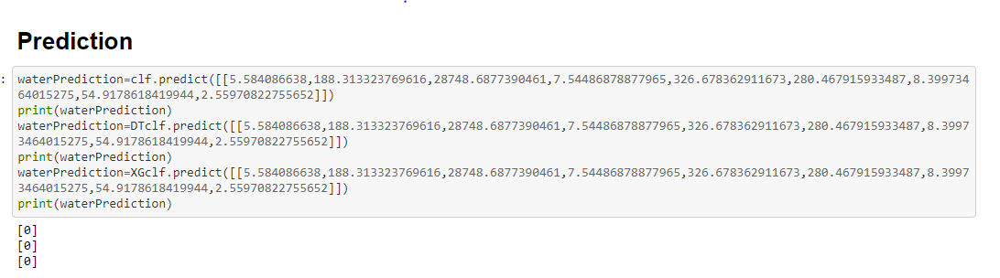 Prediction
:
waterPrediction=clf.predict([[5.584086638,188.313323769616,28748.6877390461,7.54486878877965,326.678362911673,280.467915933487,8.399734
64015275,54.9178618419944,2.55970822755652]])
print(waterPrediction)
waterPrediction=DTclf.predict([[5.584086638,188.313323769616,28748.6877390461,7.54486878877965,326.678362911673,280.467915933487,8.3997
3464015275,54.9178618419944,2.55970822755652]])
print(waterPrediction)
waterPrediction=XGclf.predict([[5.584086638,188.313323769616,28748.6877390461,7.54486878877965,326.678362911673,280.467915933487,8.3997
3464015275,54.9178618419944,2.55970822755652]])
print(waterPrediction)
[0]
[0]
[0]